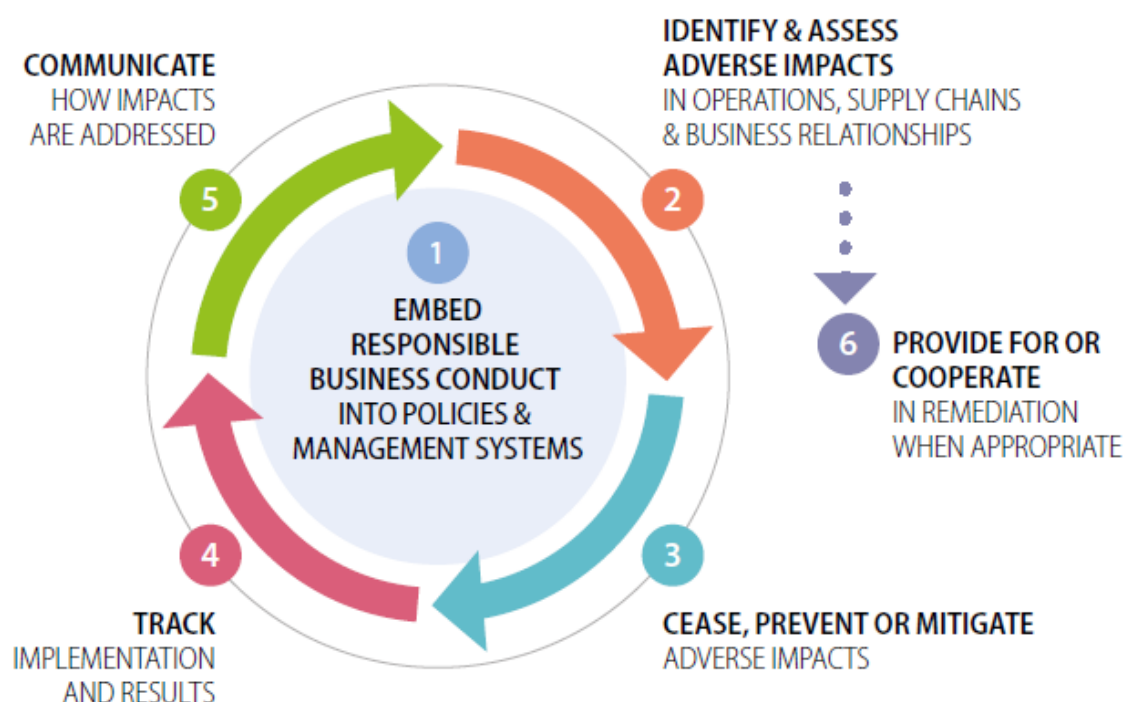 1
EMBED
RESPONSIBLE
BUSINESS CONDUCT
INTO POLICIES &
MANAGEMENT SYSTEMS
IDENTIFY & ASSESS
ADVERSE IMPACTS
IN OPERATIONS, SUPPLY CHAINS
& BUSINESS RELATIONSHIPS
2
3
CEASE, PREVENT OR MITIGATE
ADVERSE IMPACTS
4
TRACK
IMPLEMENTATION
AND RESULTS
COMMUNICATE
HOW IMPACTS
ARE ADDRESSED
5
6
PROVIDE FOR OR
COOPERATE
IN REMEDIATION
WHEN APPROPRIATE